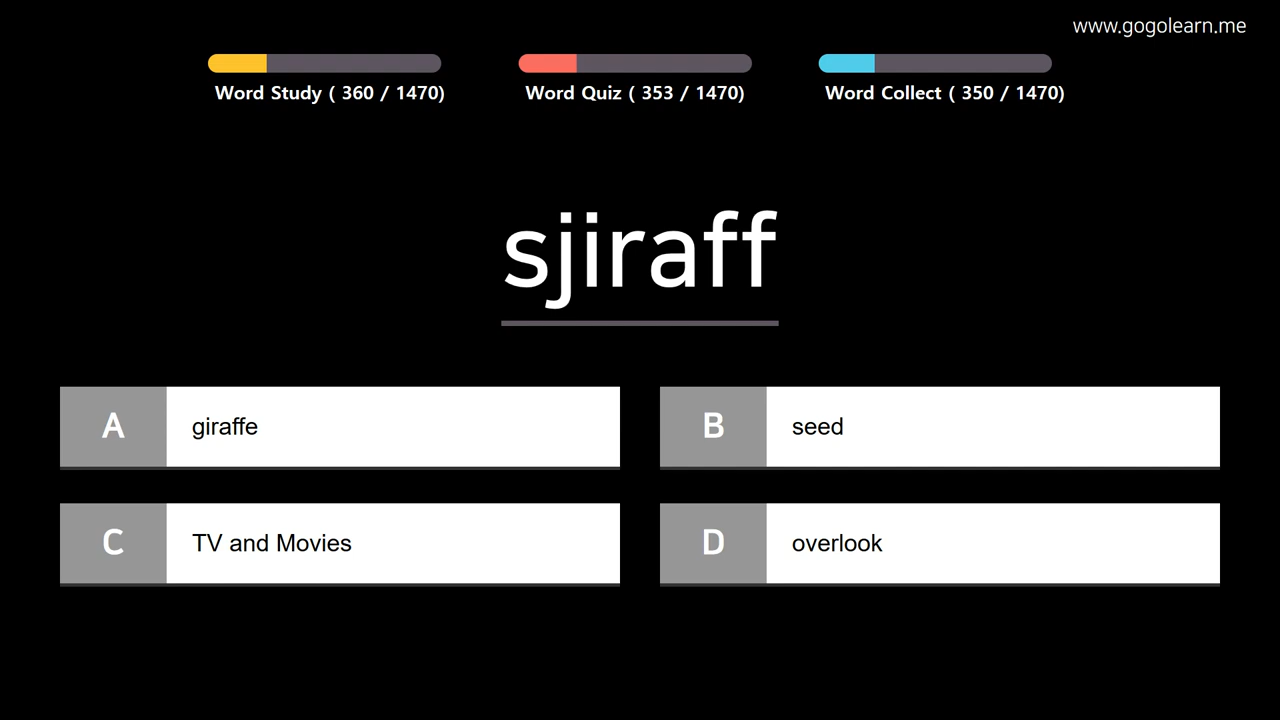 www.gogolearn.me
Word Study ( 360 / 1470)
Word Quiz ( 353 / 1470)
Word Collect ( 350 / 1470)
sjiraff
A giraffe
B seed
C TV and Movies
D overlook